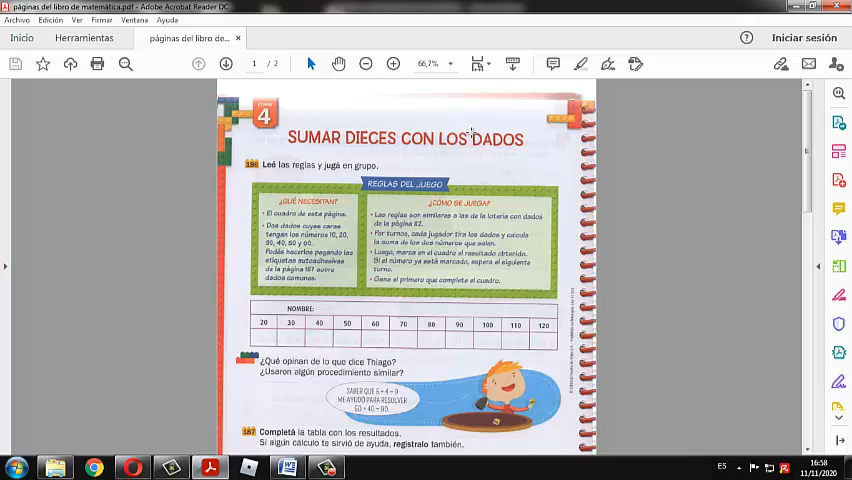 páginas del libro de matemática.pdf - Adobe Acrobat Reader DC
Archivo Edición Ver Firmar Ventana Ayuda
Inicio Herramientas páginas del libro de... × Iniciar sesión
1 / 2 66,7%
ETAPA
4
SUMAR DIECES CON LOS DADOS
186 Leé las reglas y jugá en grupo.
REGLAS DEL JUEGO
¿QUÉ NECESITAN?
• El cuadro de esta página.
• Dos dados cuyas caras
tengan los números 10, 20,
30, 40, 50 y 60.
Podés hacerlos pegando las
etiquetas autoadhesivas
de la página 157 sobre
dados comunes.
¿CÓMO SE JUEGA?
• Las reglas son similares a las de la lotería con dados
de la página 82.
• Por turnos, cada jugador tira los dados y calcula
la suma de los dos números que salen.
• Luego, marca en el cuadro el resultado obtenido.
Si el número ya está marcado, espera el siguiente
turno.
• Gana el primero que complete el cuadro.
NOMBRE:
20 30 40 50 60 70 80 90 100 110 120
¿Qué opinan de lo que dice Thiago?
¿Usaron algún procedimiento similar?
SABER QUE 5 + 4 = 9
ME AYUDÓ PARA RESOLVER
50 + 40 = 90.
187 Completá la tabla con los resultados.
Si algún cálculo te sirvió de ayuda, registralo también.
ES
16:58
11/11/2020